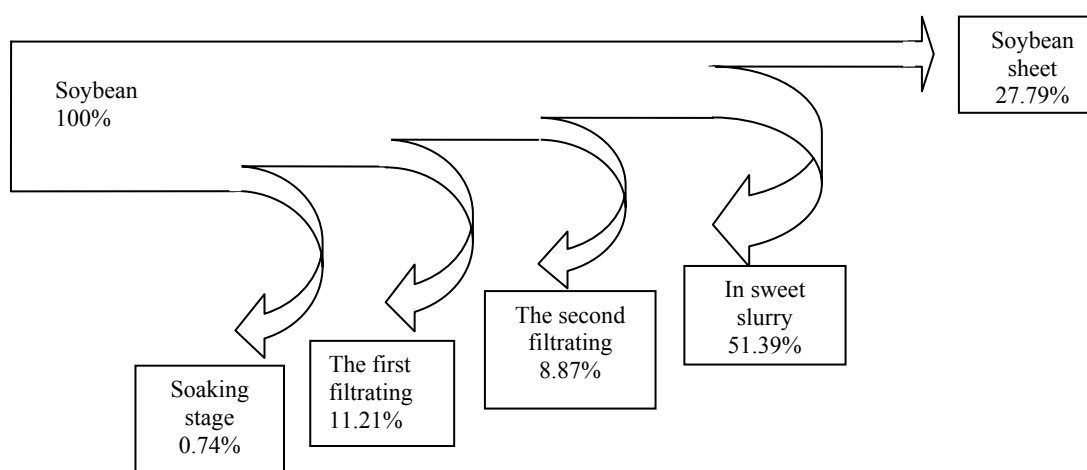 Soybean
100%
Soybean
sheet
27.79%
Soaking
stage
0.74%
The first
filtrating
11.21%
The second
filtrating
8.87%
In sweet
slurry
51.39%